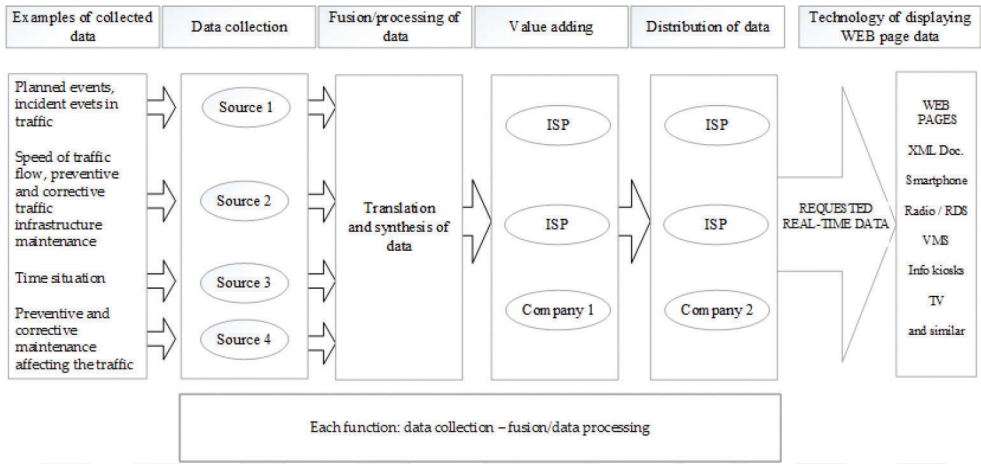 Examples of collected
data
Data collection
Fusion/processing of
data
Value adding
Distribution of data
Technology of displaying
WEB page data
Planned events,
incident evets in
traffic
Speed of traffic
flow, preventive
and corrective
traffic
infrastructure
maintenance
Time situation
Preventive and
corrective
maintenance
affecting the traffic
Source 1
Source 2
Source 3
Source 4
Translation
and synthesis of
data
ISP
ISP
Company 1
ISP
ISP
Company 2
REQUESTED
REAL-TIME DATA
WEB
PAGES
XML Doc.
Smartphone
Radio / RDS
VMS
Info kiosks
TV
and similar
Each function: data collection – fusion/data processing